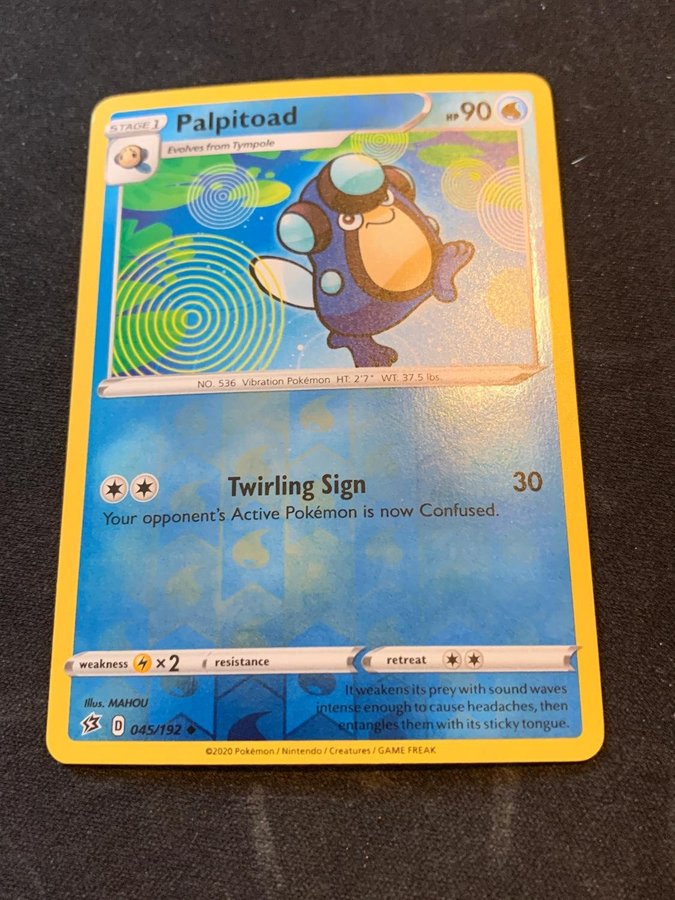 STAGE 1 Palpitoad HP 90
Evolves from Tympole
NO. 536 Vibration Pokémon HT: 2'7" WT: 37.5 lbs.
Twirling Sign 30
Your opponent's Active Pokémon is now Confused.
weakness ×2 resistance retreat
It weakens its prey with sound waves
intense enough to cause headaches, then
entangles them with its sticky tongue.
Illus. MAHOU
D 045/192
©2020 Pokémon / Nintendo / Creatures / GAME FREAK